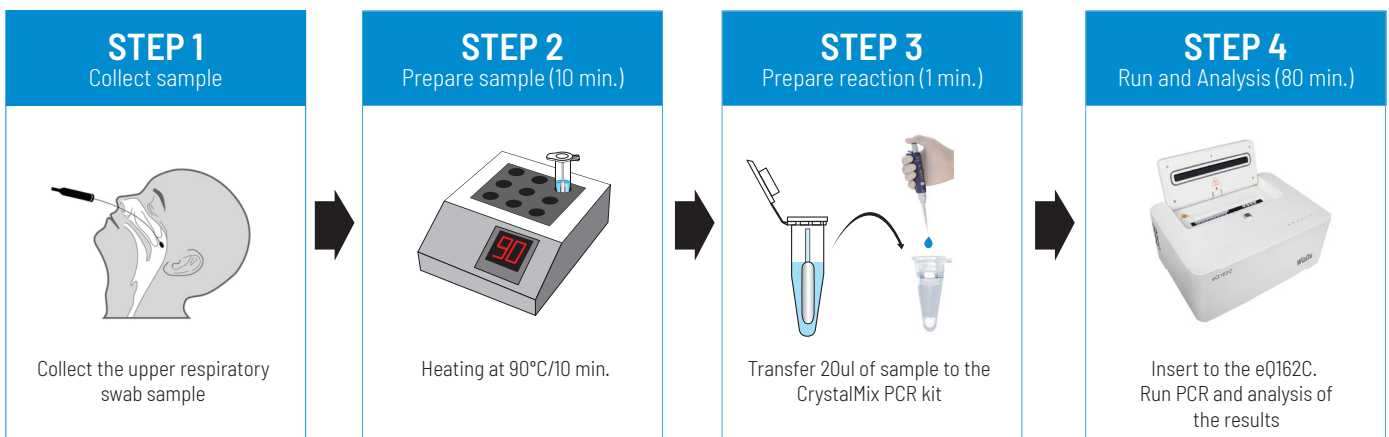 STEP 1
Collect sample
Collect the upper respiratory
swab sample
STEP 2
Prepare sample (10 min.)
90
Heating at 90°C/10 min.
STEP 3
Prepare reaction (1 min.)
Transfer 20ul of sample to the
CrystalMix PCR kit
STEP 4
Run and Analysis (80 min.)
eQ162C
WizDx
Insert to the eQ162C.
Run PCR and analysis of
the results